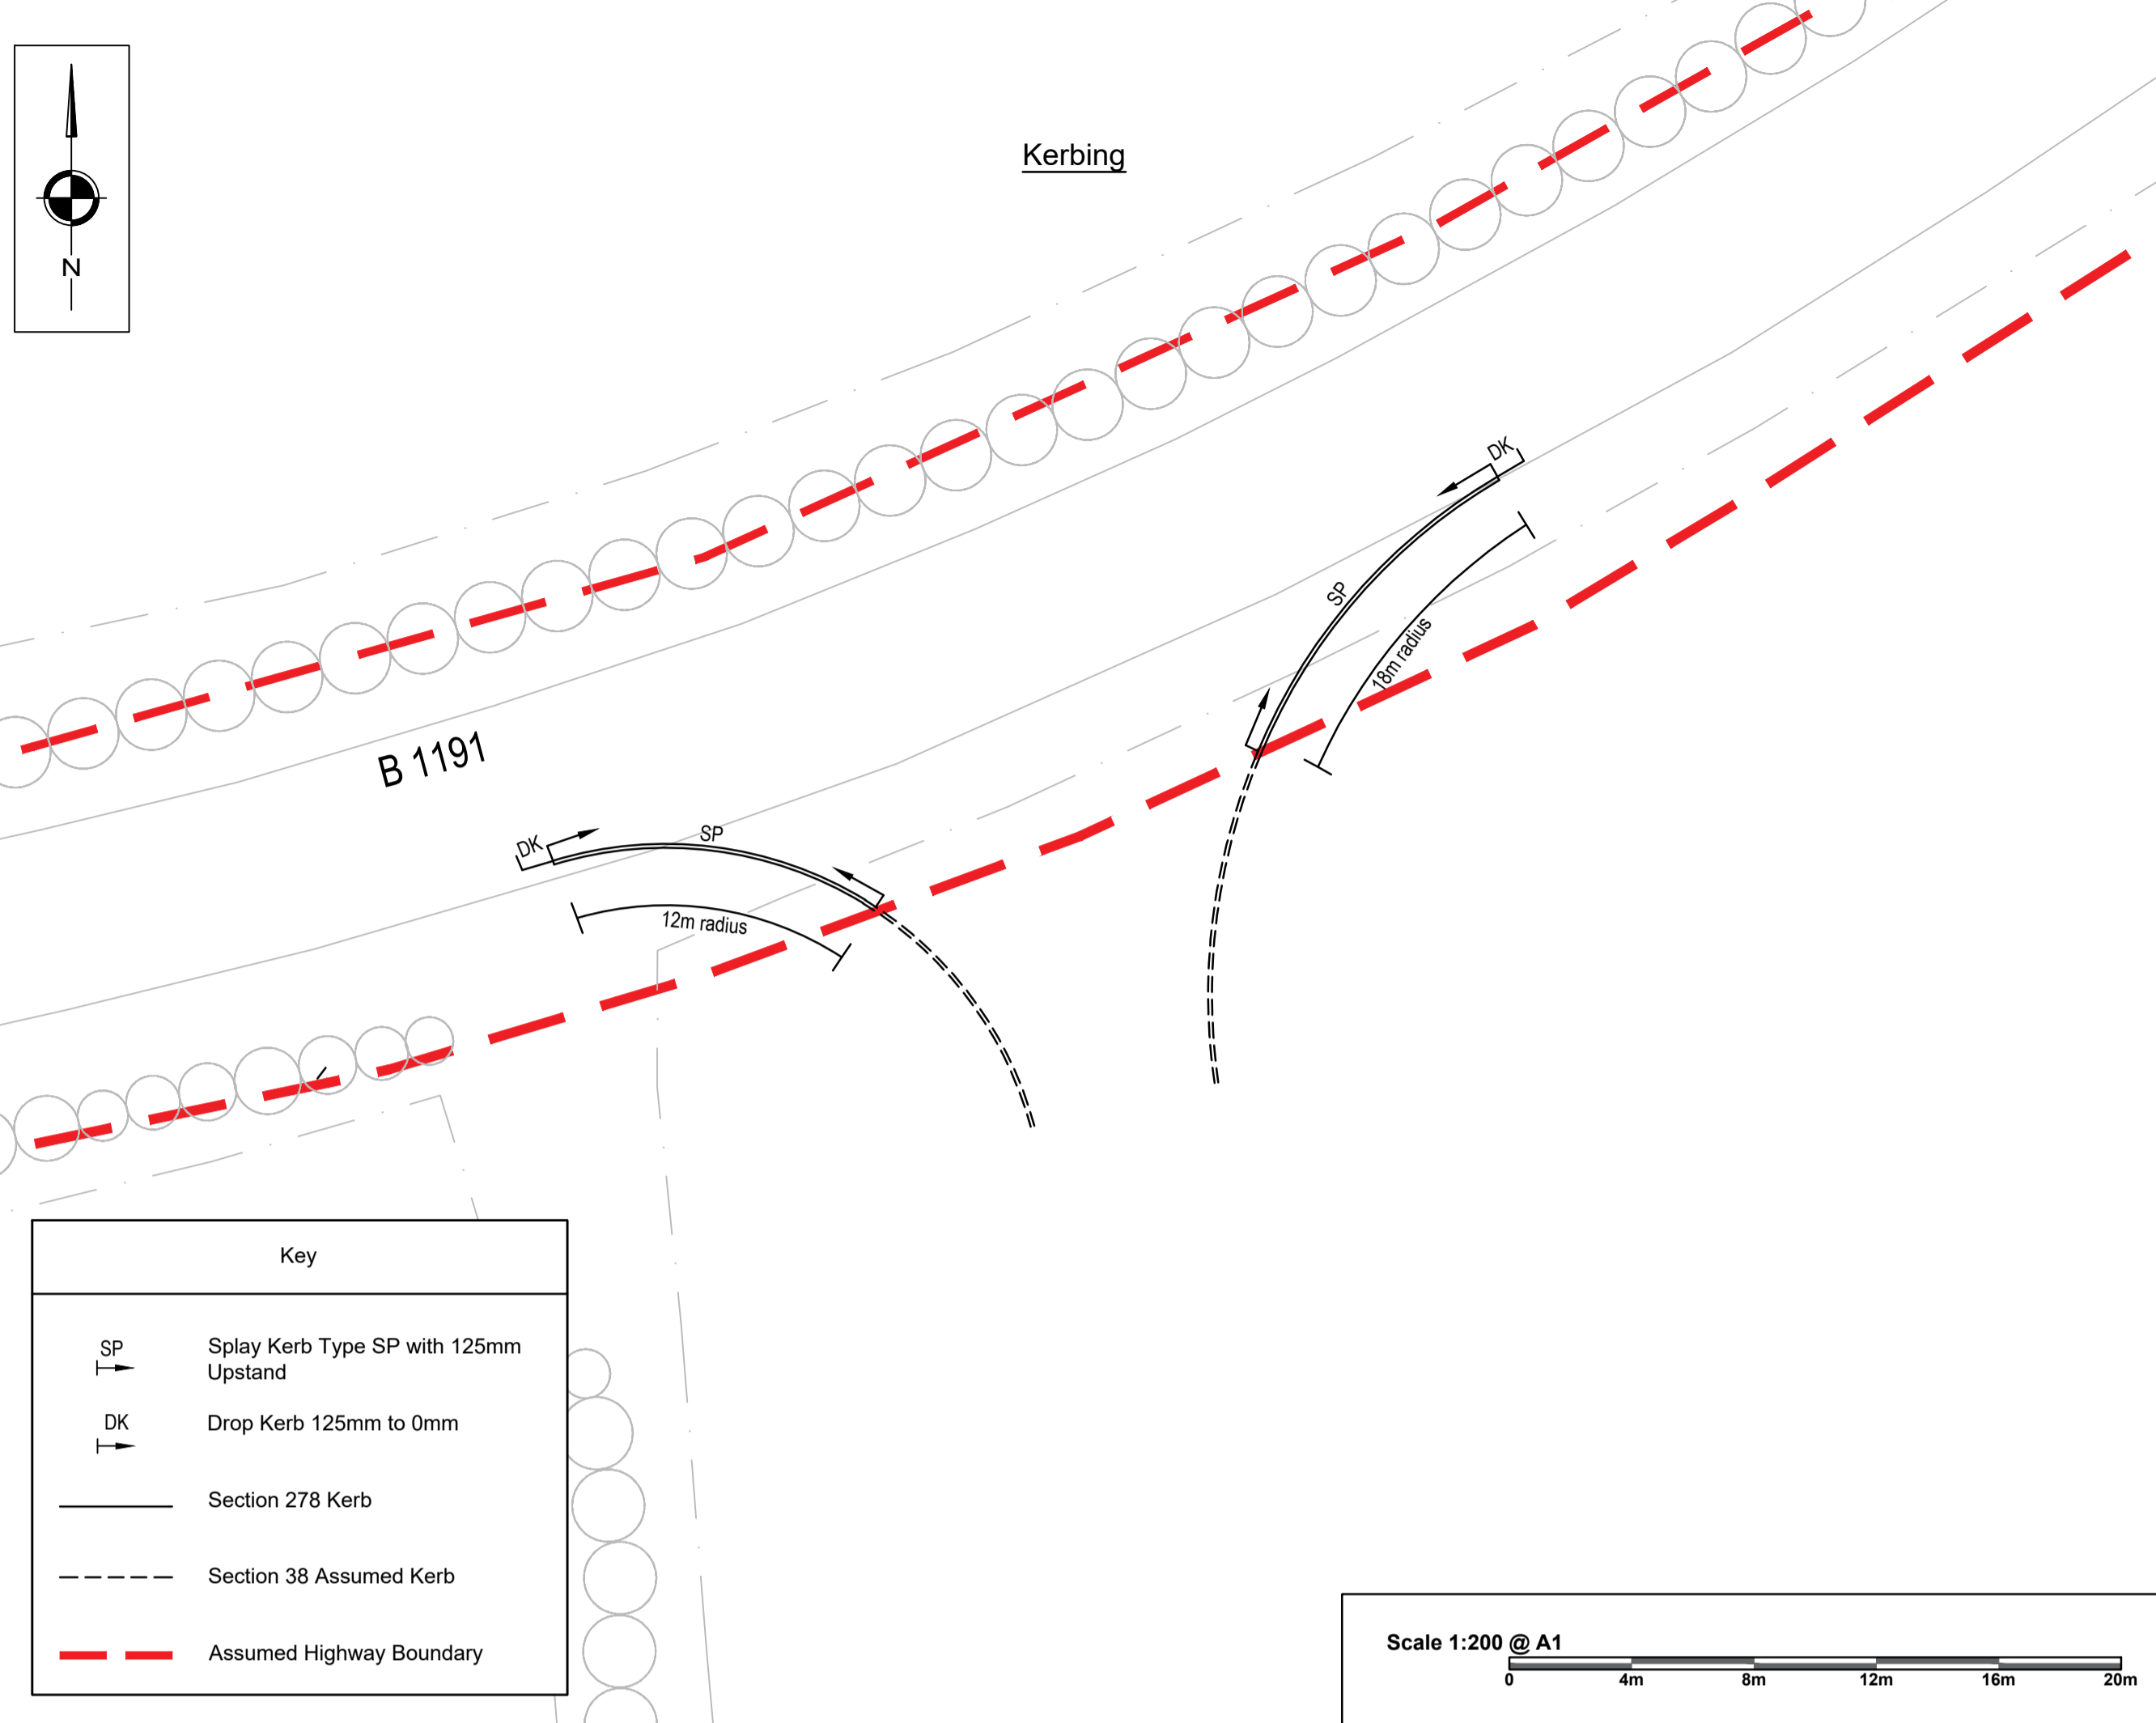 Kerbing
N
DK
SP
18m radius
B 1191
DK
SP
12m radius
Key
SP
Splay Kerb Type SP with 125mm
Upstand
DK
Drop Kerb 125mm to 0mm
Section 278 Kerb
Section 38 Assumed Kerb
Assumed Highway Boundary
Scale 1:200 @ A1
0 4m 8m 12m 16m 20m